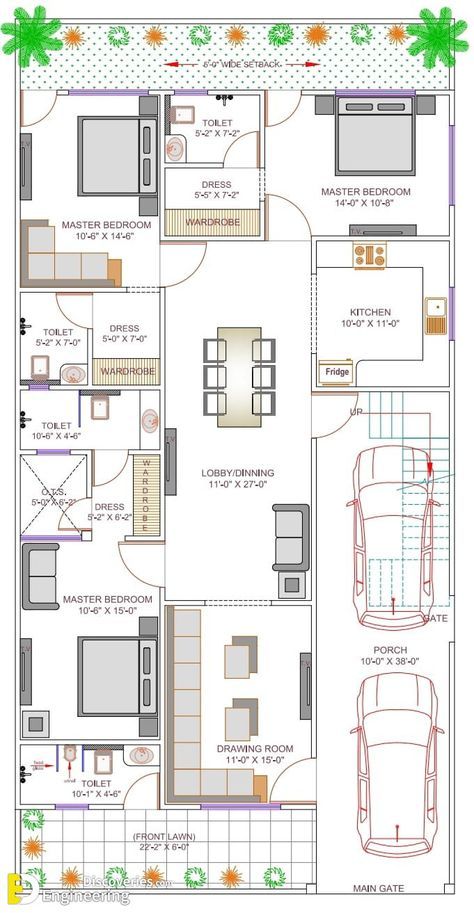 5'-0" WIDE SETBACK
TOILET
5'-2" X 7'-2"
T.V
DRESS
5'-5" X 7'-2"
WARDROBE
MASTER BEDROOM
14'-0" X 10'-8"
MASTER BEDROOM
10'-6" X 14'-6"
T.V
TOILET
5'-2" X 7'-0"
DRESS
5'-0" X 7'-0"
WARDROBE
KITCHEN
10'-0" X 11'-0"
Fridge
TOILET
10'-6" X 4'-6"
UP
T.V
LOBBY/DINNING
11'-0" X 27'-0"
O.T.S.
5'-0" X 6'-2"
DRESS
5'-2" X 6'-2"
WARDROBE
MASTER BEDROOM
10'-6" X 15'-0"
T.V
GATE
PORCH
10'-0" X 38'-0"
T.V
DRAWING ROOM
11'-0" X 15'-0"
TOILET
10'-1" X 4'-6"
(FRONT LAWN)
22'-2" X 6'-0"
MAIN GATE
Discoveries.com
Engineering